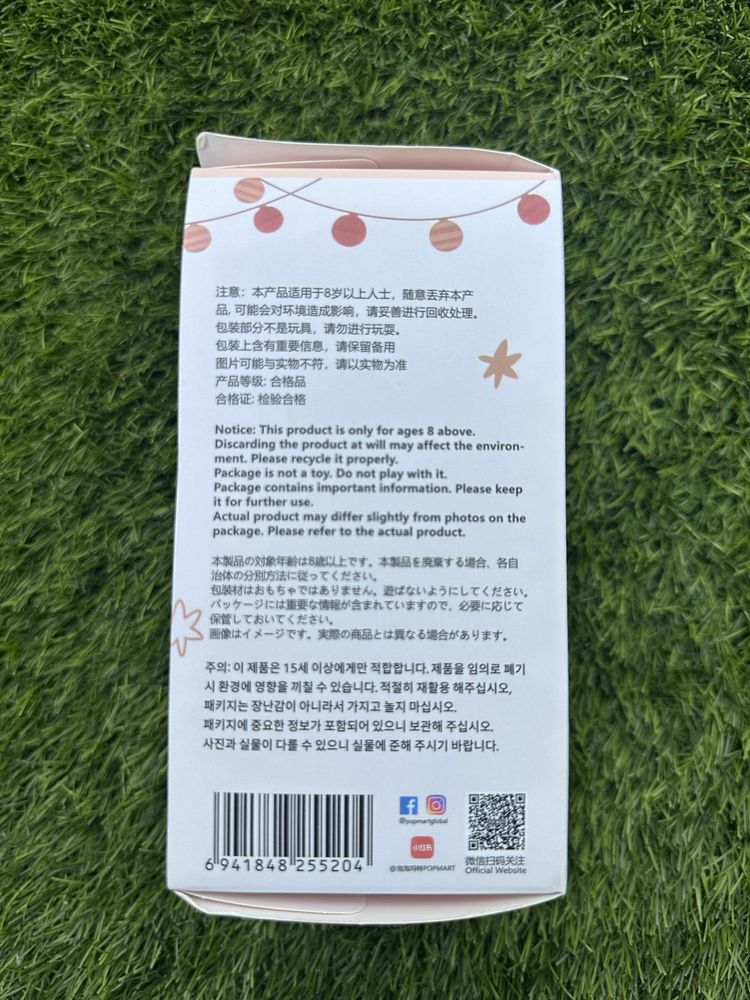 注意：本产品适用于8岁以上人士，随意丢弃本产
品, 可能会对环境造成影响，请妥善进行回收处理。
包装部分不是玩具，请勿进行玩耍。
包装上含有重要信息，请保留备用
图片可能与实物不符，请以实物为准
产品等级: 合格品
合格证: 检验合格
Notice: This product is only for ages 8 above.
Discarding the product at will may affect the environ-
ment. Please recycle it properly.
Package is not a toy. Do not play with it.
Package contains important information. Please keep
it for further use.
Actual product may differ slightly from photos on the
package. Please refer to the actual product.
本製品の対象年齢は8歳以上です。本製品を廃棄する場合、各自
治体の分別方法に従ってください。
包装材はおもちゃではありません。遊ばないようにしてください。
パッケージには重要な情報が含まれていますので、必要に応じて
保管しておいてください。
画像はイメージです。実際の商品とは異なる場合があります。
주의: 이 제품은 15세 이상에게만 적합합니다. 제품을 임의로 폐기
시 환경에 영향을 끼칠 수 있습니다. 적절히 재활용 해주십시오,
패키지는 장난감이 아니라서 가지고 놀지 마십시오.
패키지에 중요한 정보가 포함되어 있으니 보관해 주십시오.
사진과 실물이 다를 수 있으니 실물에 준해 주시기 바랍니다.
6 941848 255204
@popmartglobal
小红书
@泡泡玛特POPMART
微信扫码关注
Official Website